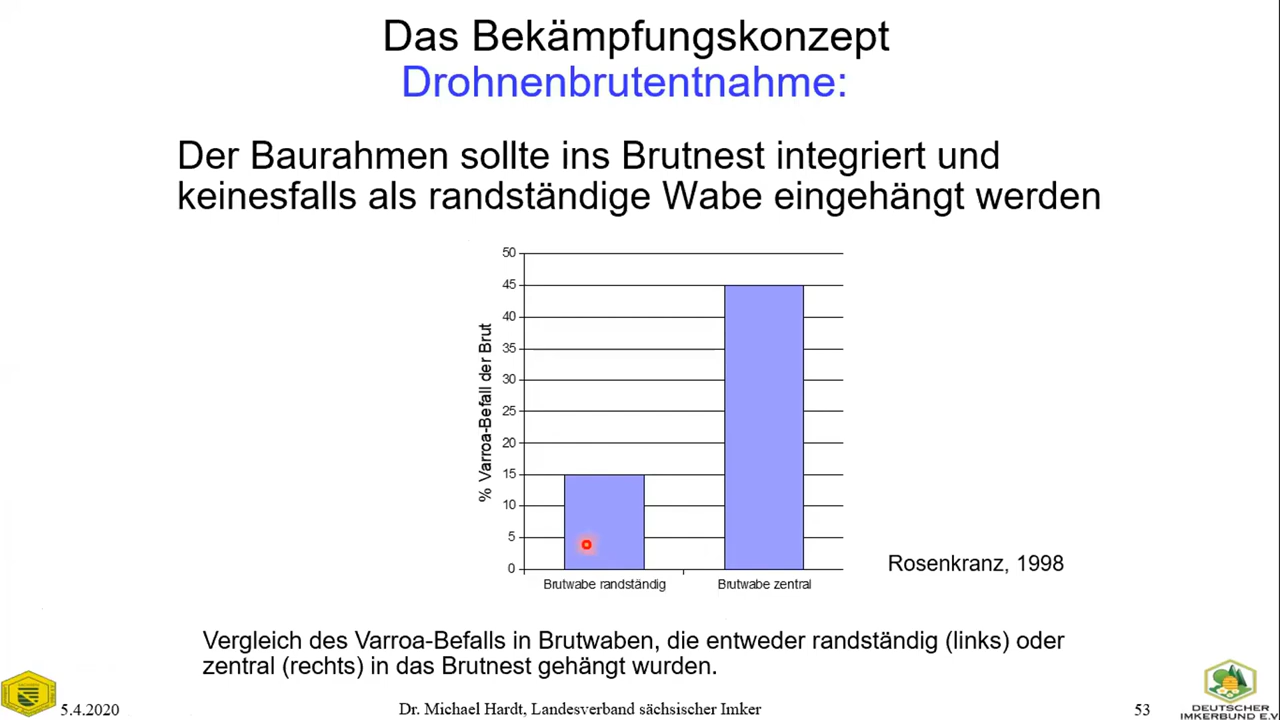 Das Bekämpfungskonzept
Drohnenbrutentnahme:
Der Baurahmen sollte ins Brutnest integriert und
keinesfalls als randständige Wabe eingehängt werden
% Varroa-Befall der Brut
50
45
40
35
30
25
20
15
10
5
0
Brutwabe randständig
Brutwabe zentral
Rosenkranz, 1998
Vergleich des Varroa-Befalls in Brutwaben, die entweder randständig (links) oder
zentral (rechts) in das Brutnest gehängt wurden.
5.4.2020
Dr. Michael Hardt, Landesverband sächsischer Imker
53
DEUTSCHER
IMKERBUND E.V